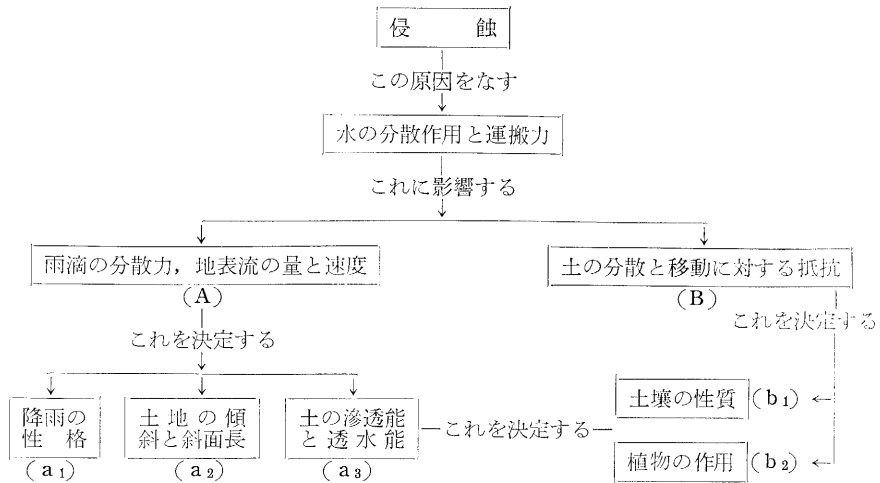 侵蝕
この原因をなす
水の分散作用と運搬力
これに影響する
雨滴の分散力,地表流の量と速度
(A)
土の分散と移動に対する抵抗
(B)
これを決定する
これを決定する
降雨の
性格
(a1)
土地の傾
斜と斜面長
(a2)
土の滲透能
と透水能
(a3)
これを決定する
土壌の性質(b1)
植物の作用(b2)